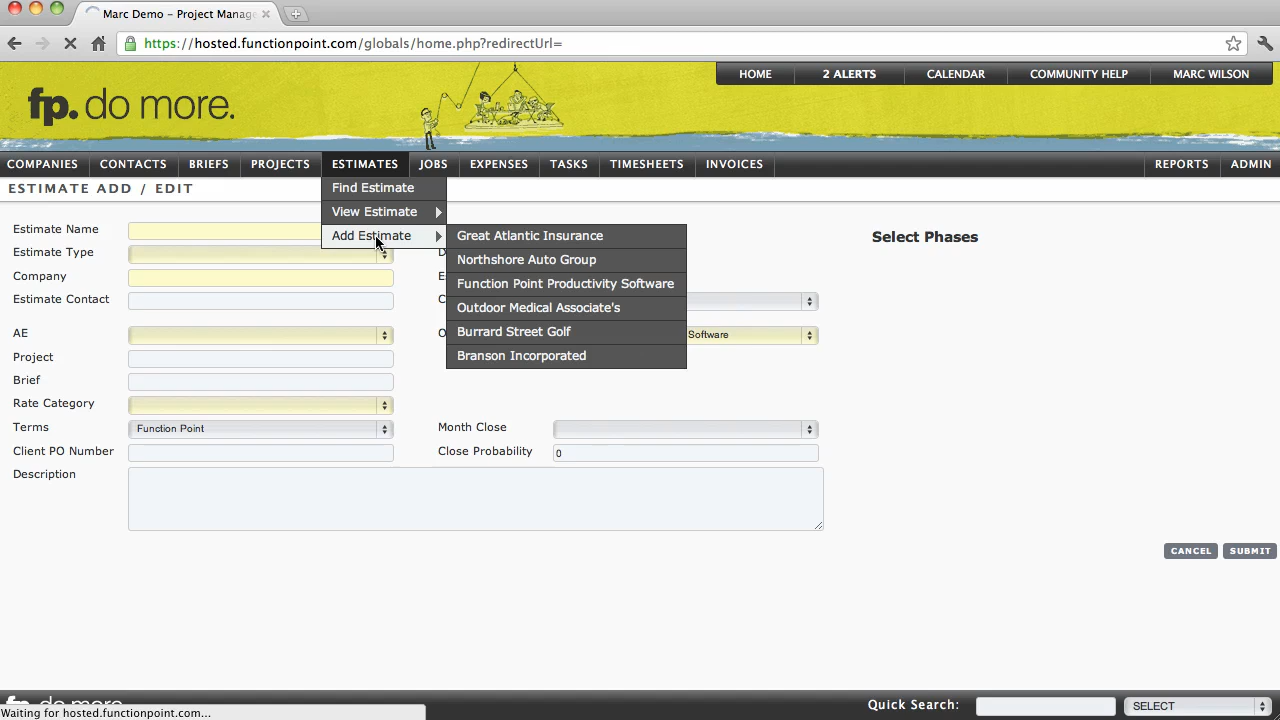 Marc Demo – Project Manage
https://hosted.functionpoint.com/globals/home.php?redirectUrl=
HOME 2 ALERTS CALENDAR COMMUNITY HELP MARC WILSON
fp. do more.
COMPANIES CONTACTS BRIEFS PROJECTS ESTIMATES JOBS EXPENSES TASKS TIMESHEETS INVOICES REPORTS ADMIN
ESTIMATE ADD / EDIT
Find Estimate
View Estimate
Add Estimate
Great Atlantic Insurance
Northshore Auto Group
Function Point Productivity Software
Outdoor Medical Associate's
Burrard Street Golf
Branson Incorporated
Select Phases
Estimate Name
Estimate Type D
Company E
Estimate Contact C
AE O Software
Project
Brief
Rate Category
Terms Function Point Month Close
Client PO Number Close Probability 0
Description
CANCEL SUBMIT
fp. do more.
Quick Search: SELECT
Waiting for hosted.functionpoint.com...